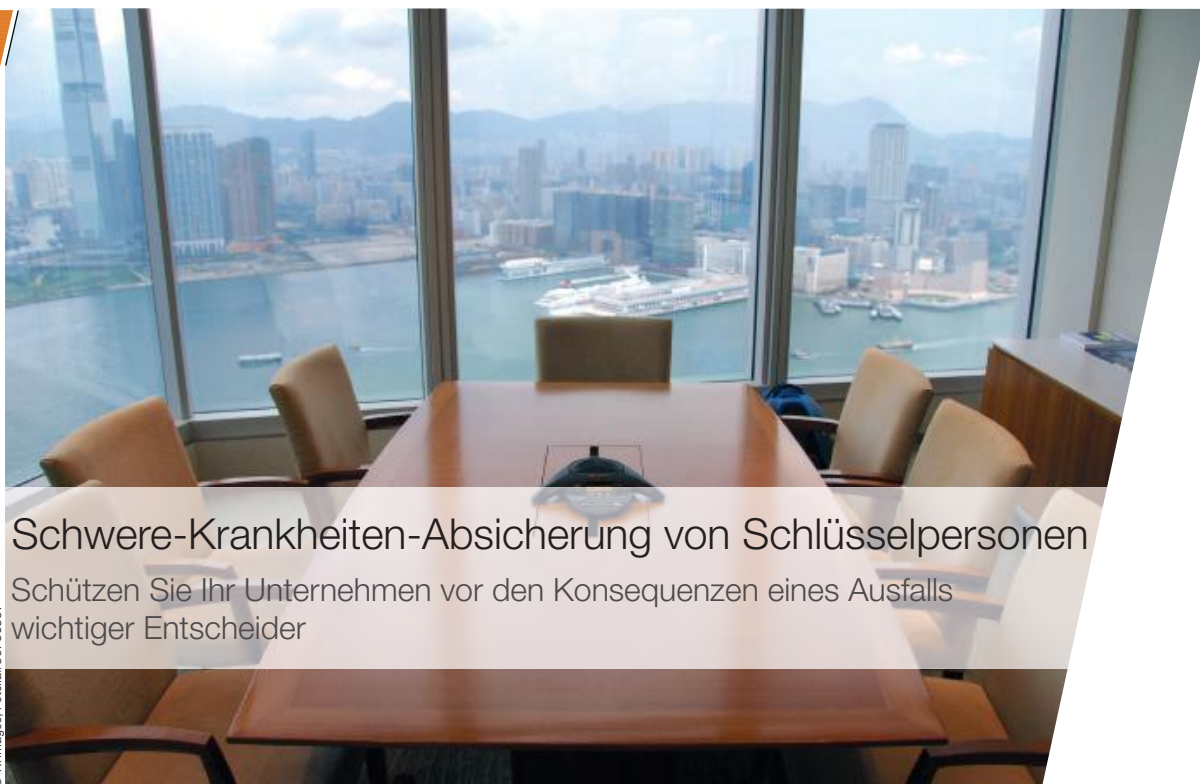 Schwere-Krankheiten-Absicherung von Schlüsselpersonen
Schützen Sie Ihr Unternehmen vor den Konsequenzen eines Ausfalls
wichtiger Entscheider